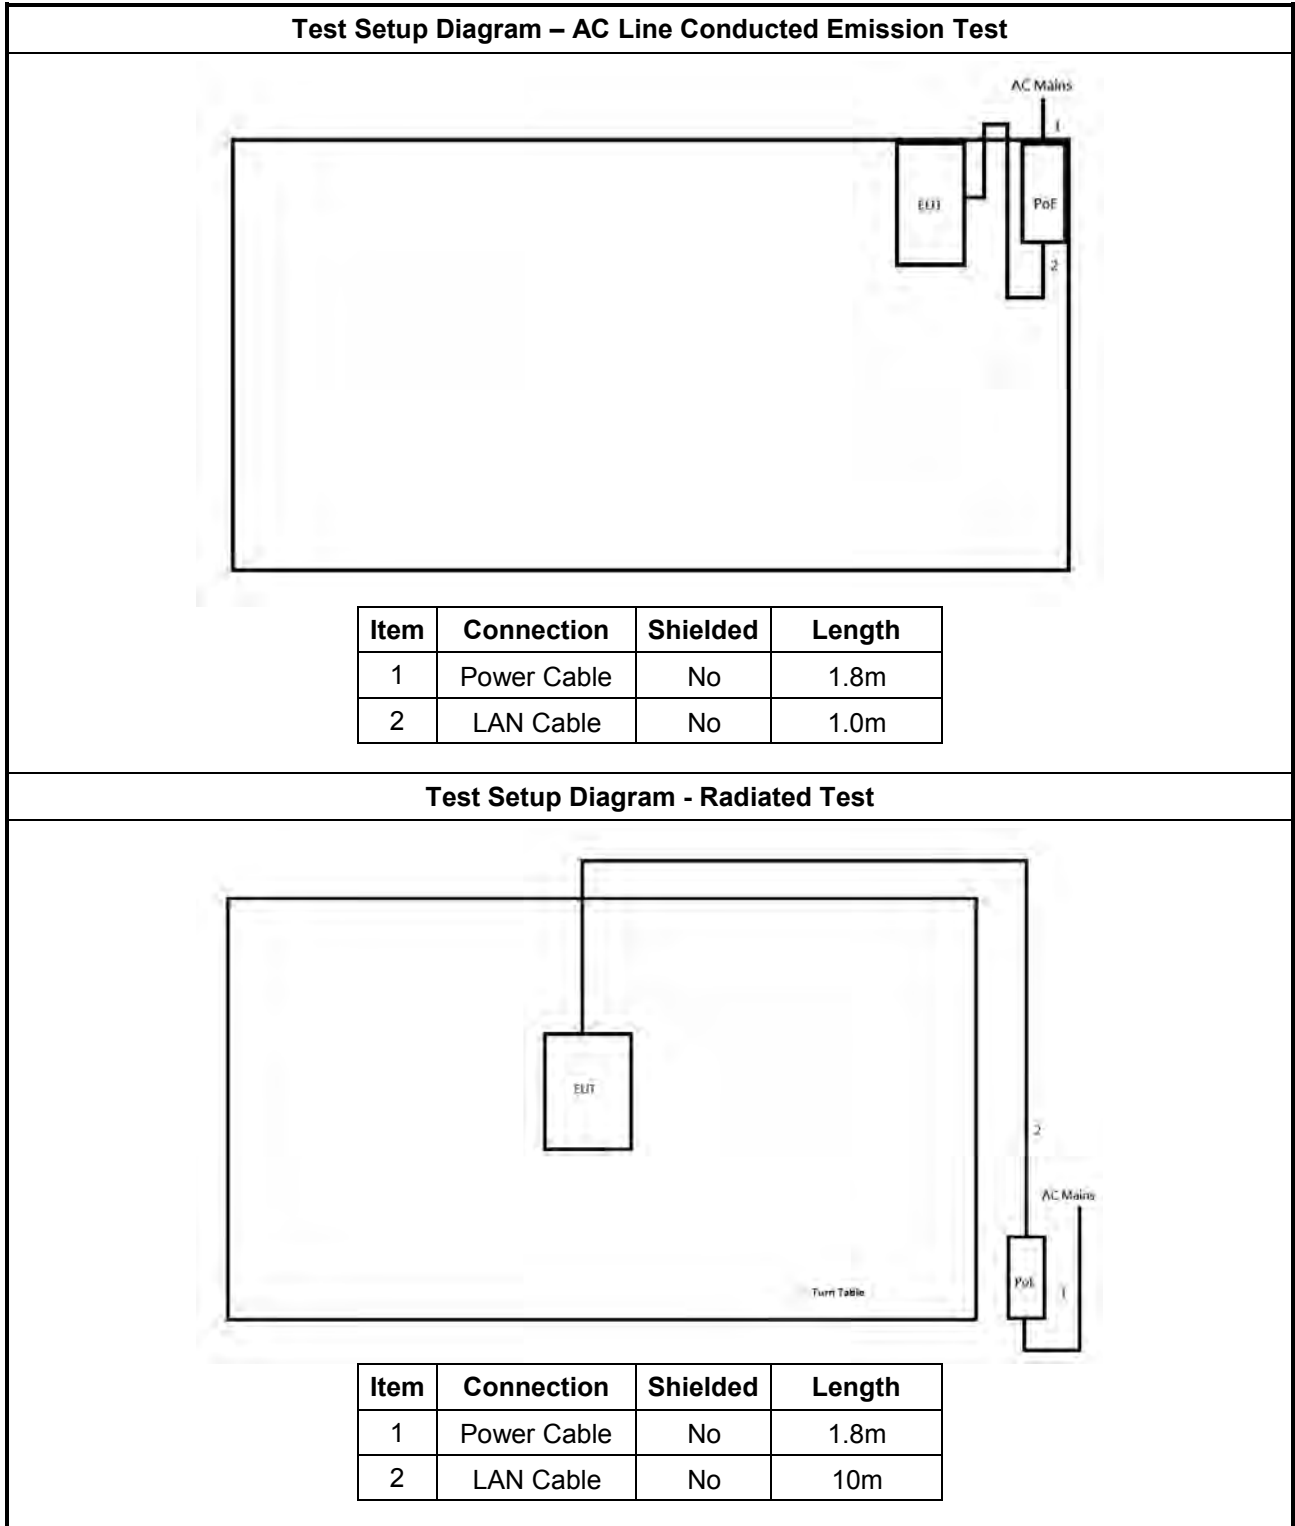 Test Setup Diagram – AC Line Conducted Emission Test
AC Mains
1
EUT
PoE
2
Item Connection Shielded Length
1 Power Cable No 1.8m
2 LAN Cable No 1.0m
Test Setup Diagram - Radiated Test
EUT
2
AC Mains
PoE
1
Turn Table
Item Connection Shielded Length
1 Power Cable No 1.8m
2 LAN Cable No 10m